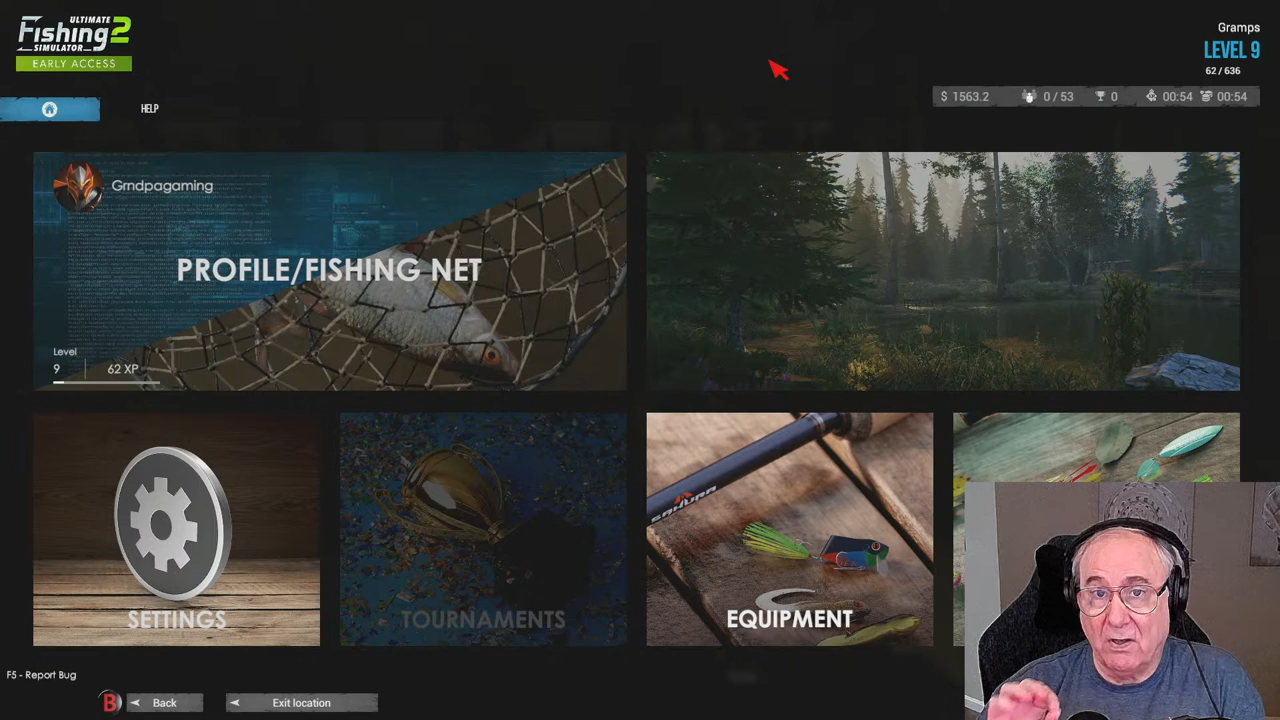 ULTIMATE
Fishing 2
SIMULATOR
EARLY ACCESS
Gramps
LEVEL 9
62 / 636
$ 1563.2
0 / 53
0
00:54
00:54
HELP
Grndpagaming
PROFILE/FISHING NET
Level
9
62 XP
SAKURA
SETTINGS
TOURNAMENTS
EQUIPMENT
F5 - Report Bug
B
Back
Exit location